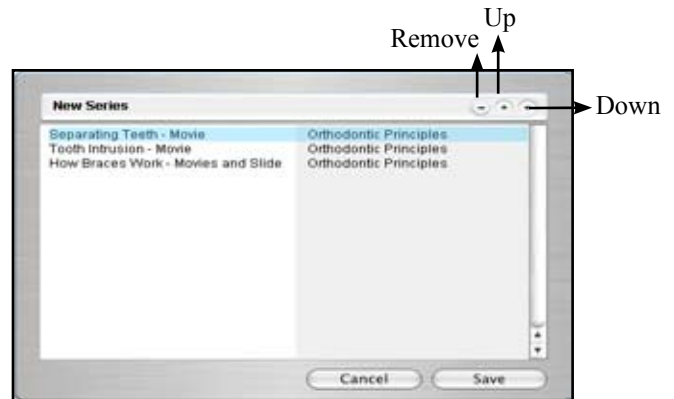 Up
Remove
New Series
Down
Separating Teeth - Movie Orthodontic Principles
Tooth Intrusion - Movie Orthodontic Principles
How Braces Work - Movies and Slide Orthodontic Principles
Cancel Save